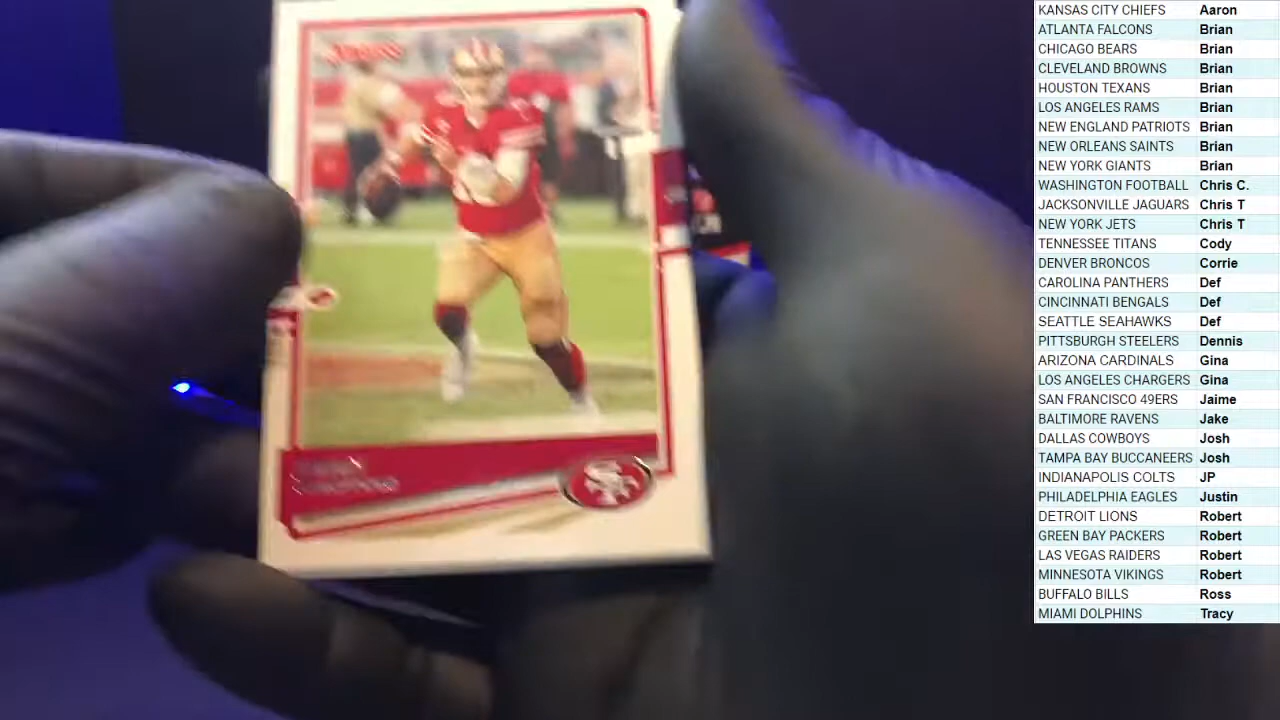 KANSAS CITY CHIEFS Aaron
ATLANTA FALCONS Brian
CHICAGO BEARS Brian
CLEVELAND BROWNS Brian
HOUSTON TEXANS Brian
LOS ANGELES RAMS Brian
NEW ENGLAND PATRIOTS Brian
NEW ORLEANS SAINTS Brian
NEW YORK GIANTS Brian
WASHINGTON FOOTBALL Chris C.
JACKSONVILLE JAGUARS Chris T
NEW YORK JETS Chris T
TENNESSEE TITANS Cody
DENVER BRONCOS Corrie
CAROLINA PANTHERS Def
CINCINNATI BENGALS Def
SEATTLE SEAHAWKS Def
PITTSBURGH STEELERS Dennis
ARIZONA CARDINALS Gina
LOS ANGELES CHARGERS Gina
SAN FRANCISCO 49ERS Jaime
BALTIMORE RAVENS Jake
DALLAS COWBOYS Josh
TAMPA BAY BUCCANEERS Josh
INDIANAPOLIS COLTS JP
PHILADELPHIA EAGLES Justin
DETROIT LIONS Robert
GREEN BAY PACKERS Robert
LAS VEGAS RAIDERS Robert
MINNESOTA VIKINGS Robert
BUFFALO BILLS Ross
MIAMI DOLPHINS Tracy